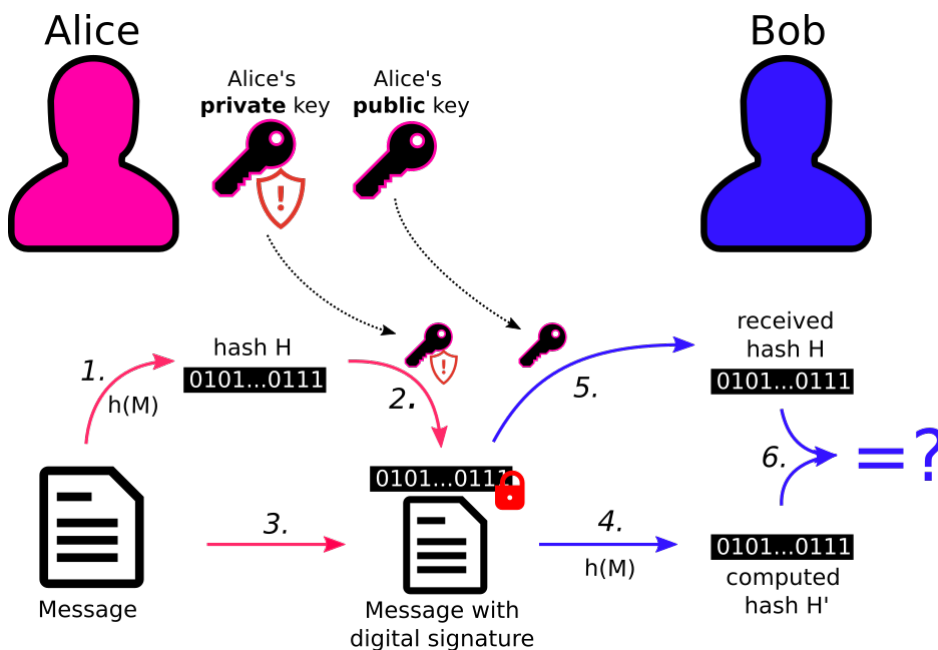 Alice
Bob
Alice's
private key
Alice's
public key
!
1.
h(M)
hash H
0101...0111
2.
!
5.
received
hash H
0101...0111
6.
=?
0101...0111
3.
4.
h(M)
0101...0111
computed
hash H'
Message
Message with
digital signature